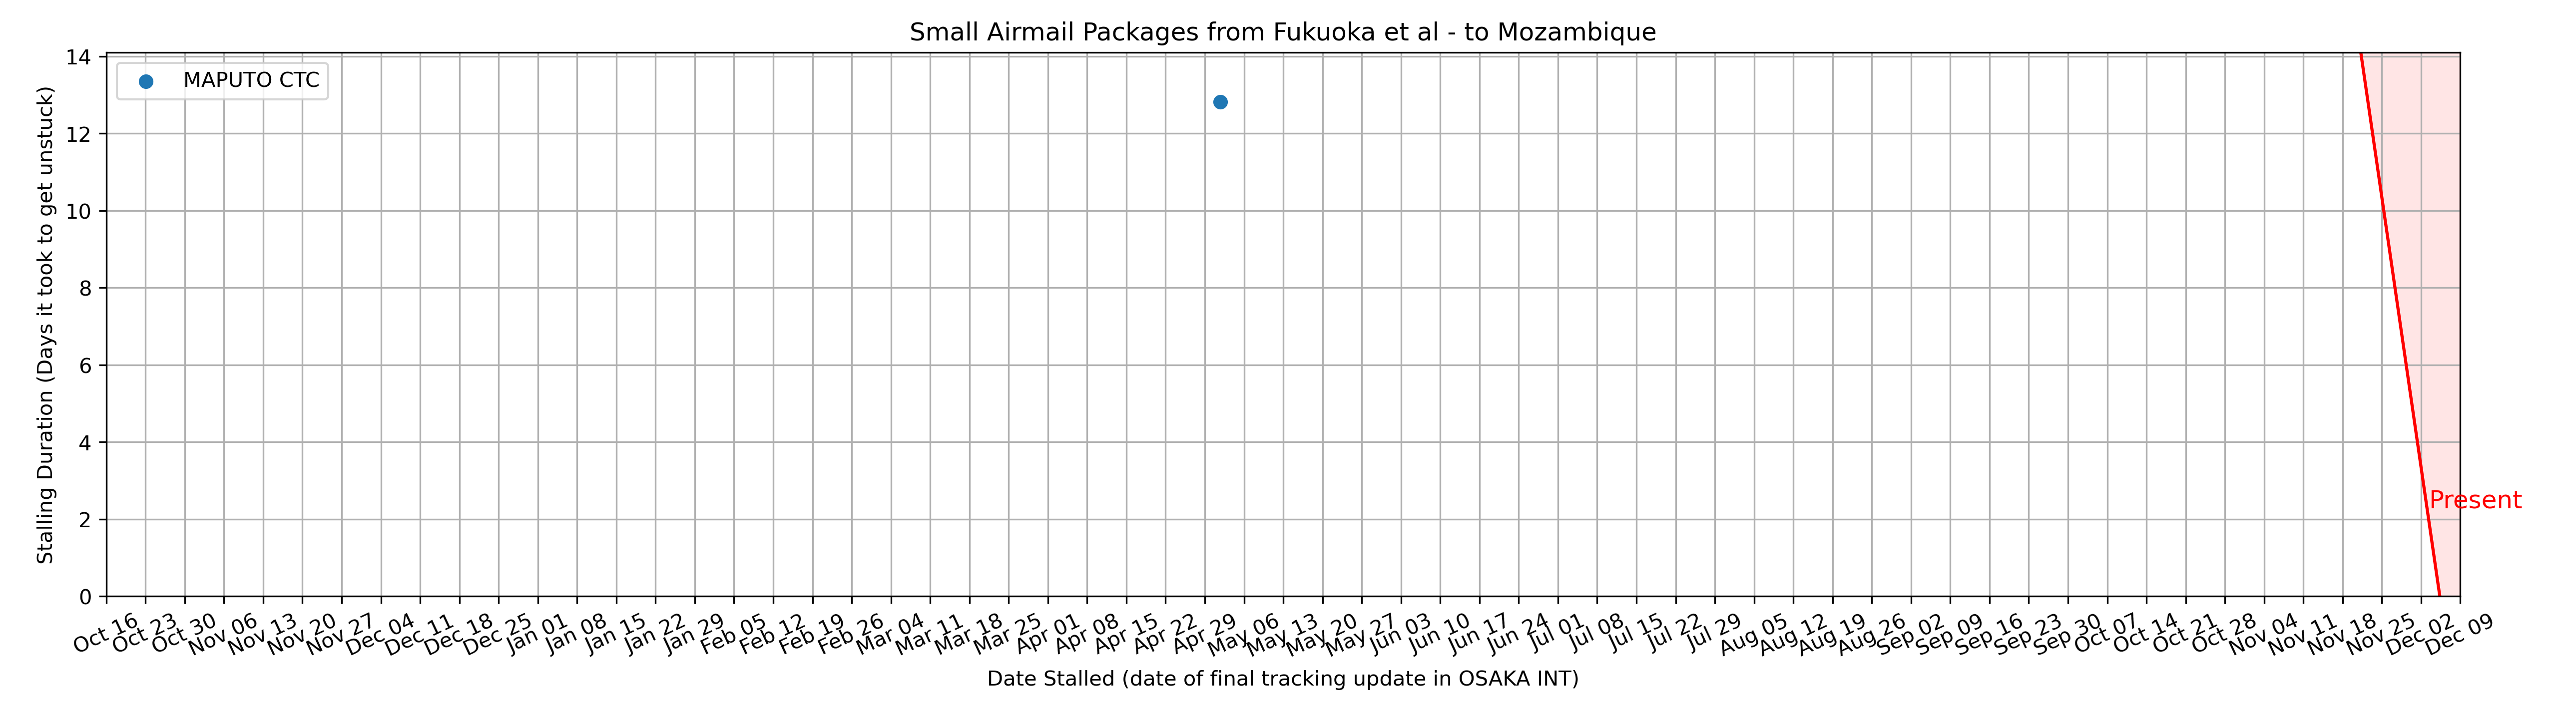 Small Airmail Packages from Fukuoka et al - to Mozambique
MAPUTO CTC
Stalling Duration (Days it took to get unstuck)
14
12
10
8
6
4
2
0
Present
Oct 16
Oct 23
Oct 30
Nov 06
Nov 13
Nov 20
Nov 27
Dec 04
Dec 11
Dec 18
Dec 25
Jan 01
Jan 08
Jan 15
Jan 22
Jan 29
Feb 05
Feb 12
Feb 19
Feb 26
Mar 04
Mar 11
Mar 18
Mar 25
Apr 01
Apr 08
Apr 15
Apr 22
Apr 29
May 06
May 13
May 20
May 27
Jun 03
Jun 10
Jun 17
Jun 24
Jul 01
Jul 08
Jul 15
Jul 22
Jul 29
Aug 05
Aug 12
Aug 19
Aug 26
Sep 02
Sep 09
Sep 16
Sep 23
Sep 30
Oct 07
Oct 14
Oct 21
Oct 28
Nov 04
Nov 11
Nov 18
Nov 25
Dec 02
Dec 09
Date Stalled (date of final tracking update in OSAKA INT)